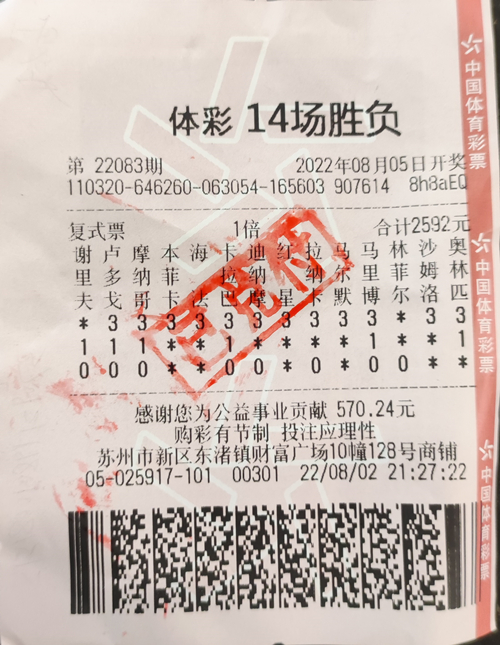 中国体育彩票
体彩 14场胜负
第 22083期 2022年08月05日开奖
110320-646260-063054-165603 907614 8h8aEQ
复式票 1倍 合计2592元
谢 卢 摩 本 海 卡 迪 红 拉 马 马 林 沙 奥
里 多 纳 菲 拉 纳 纳 尔 里 菲 姆 林
夫 戈 哥 卡 法 巴 摩 星 卡 默 博 尔 洛 匹
* 3 3 3 3 3 3 3 3 3 3 * 3 3
1 1 1 * * 1 * * * * 1 * * 1
0 0 0 0 0 * *
已兑付
感谢您为公益事业贡献 570.24元
购彩有节制 投注应理性
苏州市新区东渚镇财富广场10幢128号商铺
05-025917-101 00301 22/08/02 21:27:22
中国体育彩票